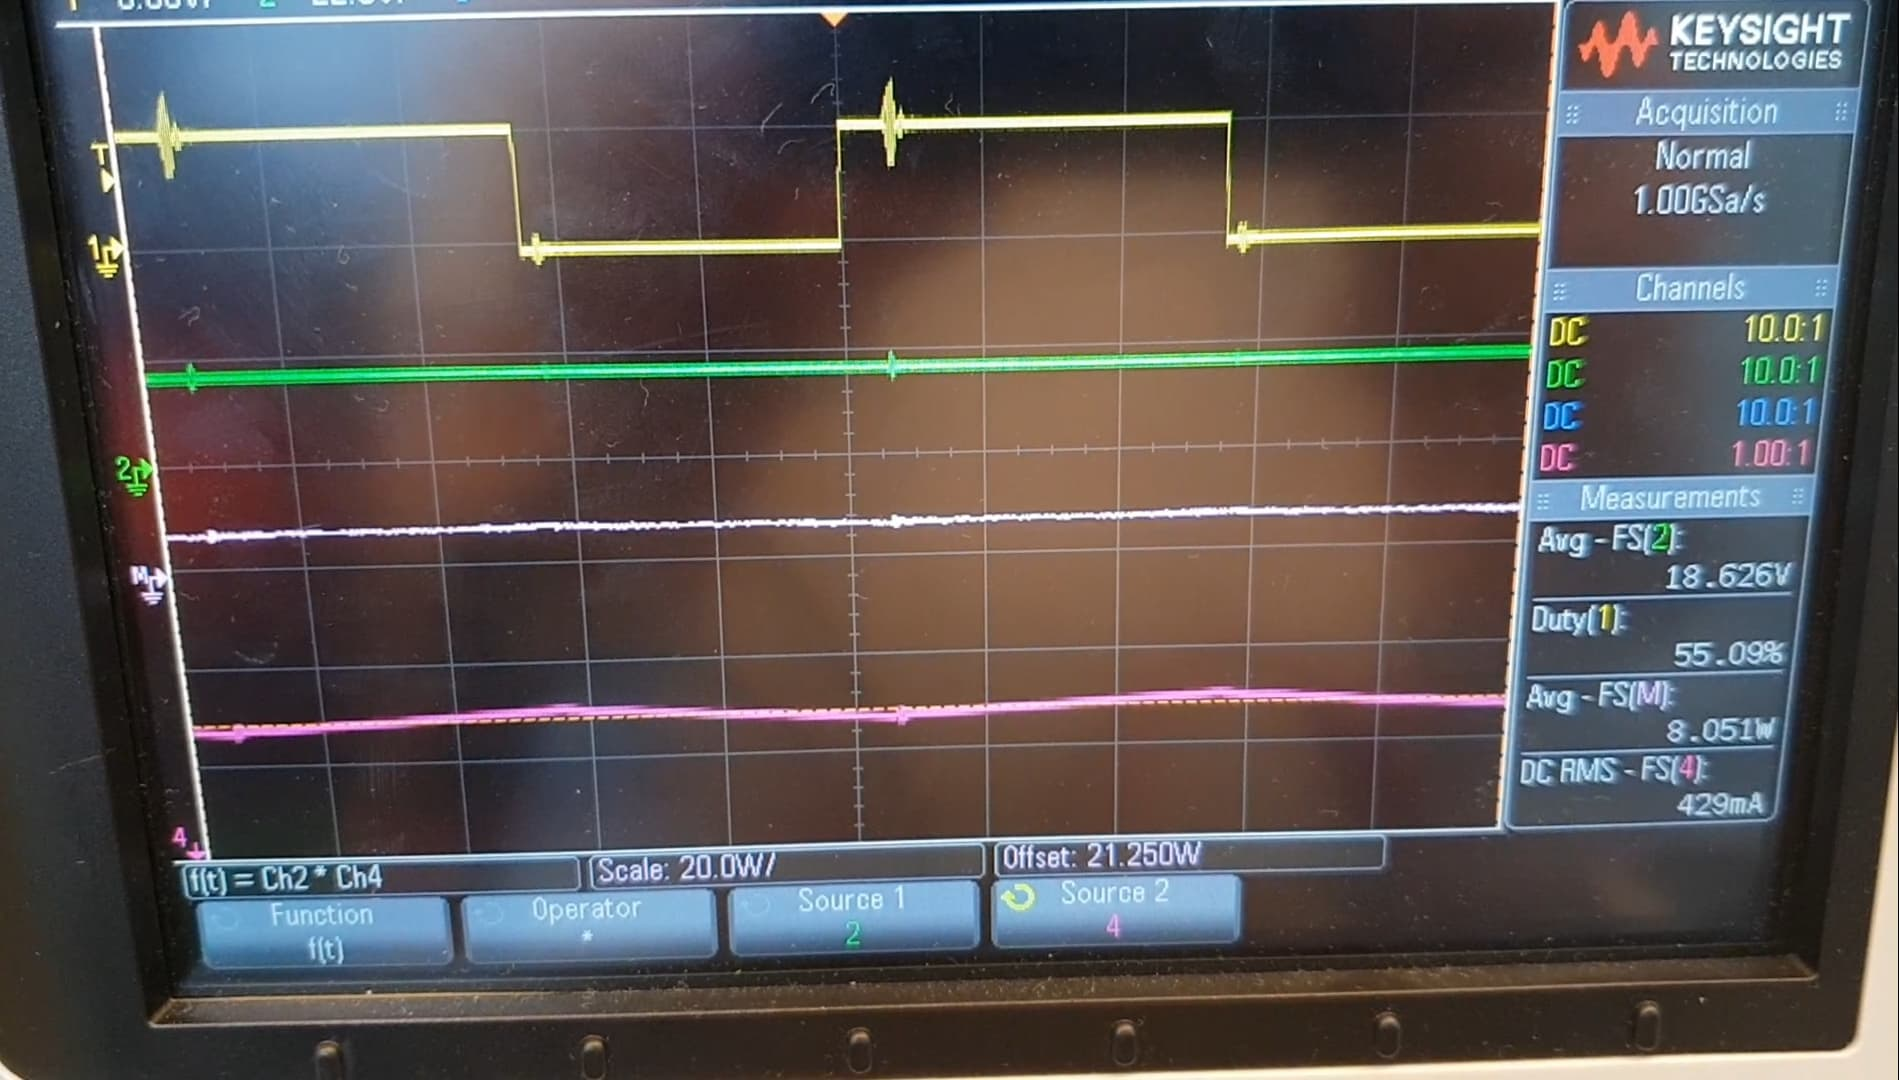 KEYSIGHT
TECHNOLOGIES
Acquisition
Normal
1.00GSa/s
Channels
DC 10.0:1
DC 10.0:1
DC 10.0:1
DC 1.00:1
Measurements
Avg - FS(2):
18.626V
Duty(1):
55.09%
Avg - FS(M):
8.051W
DC RMS - FS(4):
429mA
T
1
2
M
4
f(t) = Ch2 * Ch4
Scale: 20.0W/
Offset: 21.250W
Function
f(t)
Operator
*
Source 1
2
Source 2
4